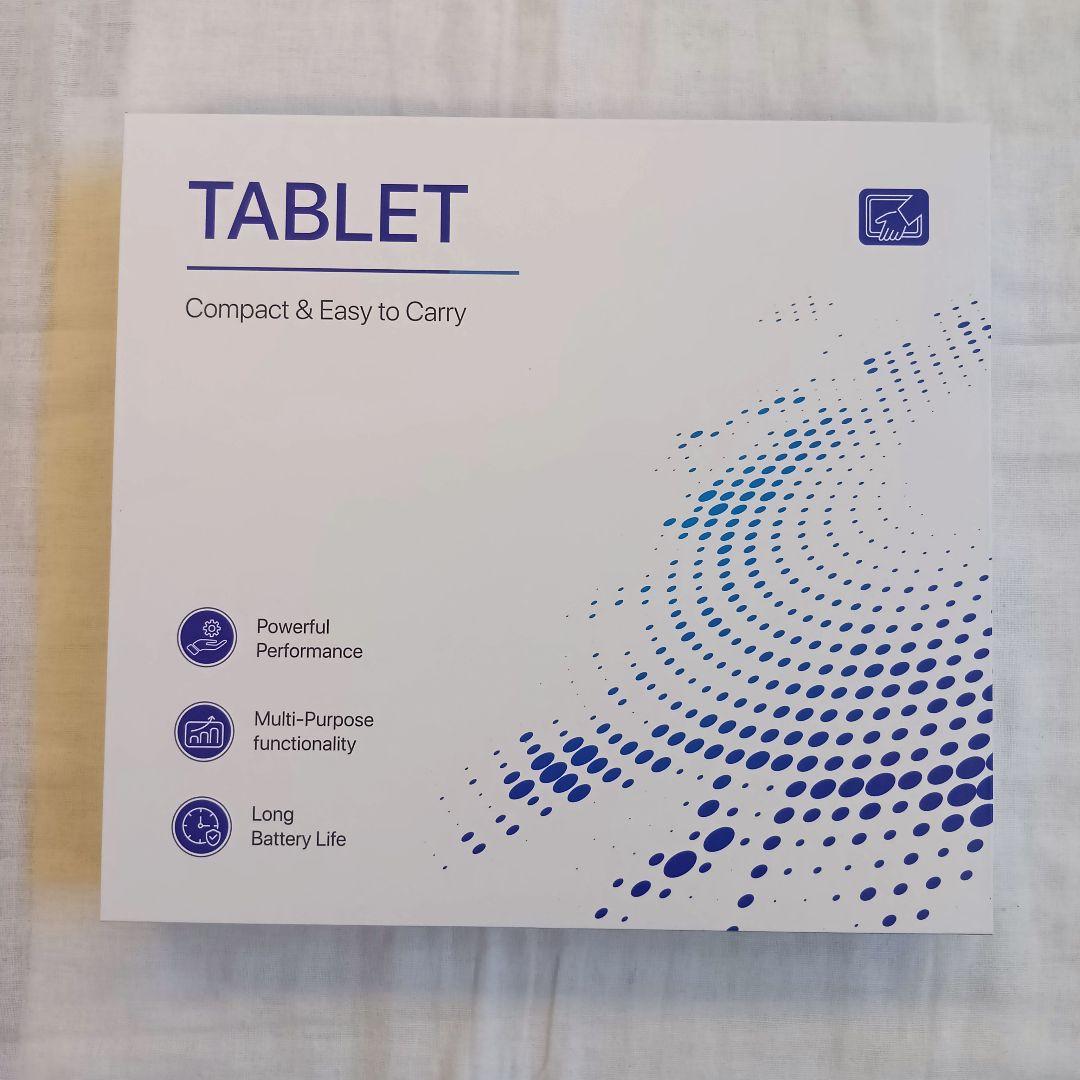 TABLET
Compact & Easy to Carry
Powerful
Performance
Multi-Purpose
functionality
Long
Battery Life